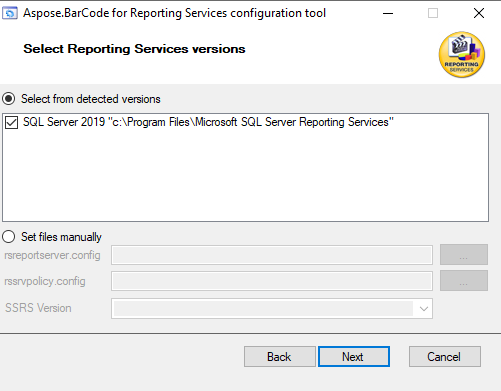 Aspose.BarCode for Reporting Services configuration tool
Select Reporting Services versions
REPORTING
SERVICES
Select from detected versions
SQL Server 2019 "c:\Program Files\Microsoft SQL Server Reporting Services"
Set files manually
rsreportserver.config
...
rssrvpolicy.config
...
SSRS Version
Back
Next
Cancel